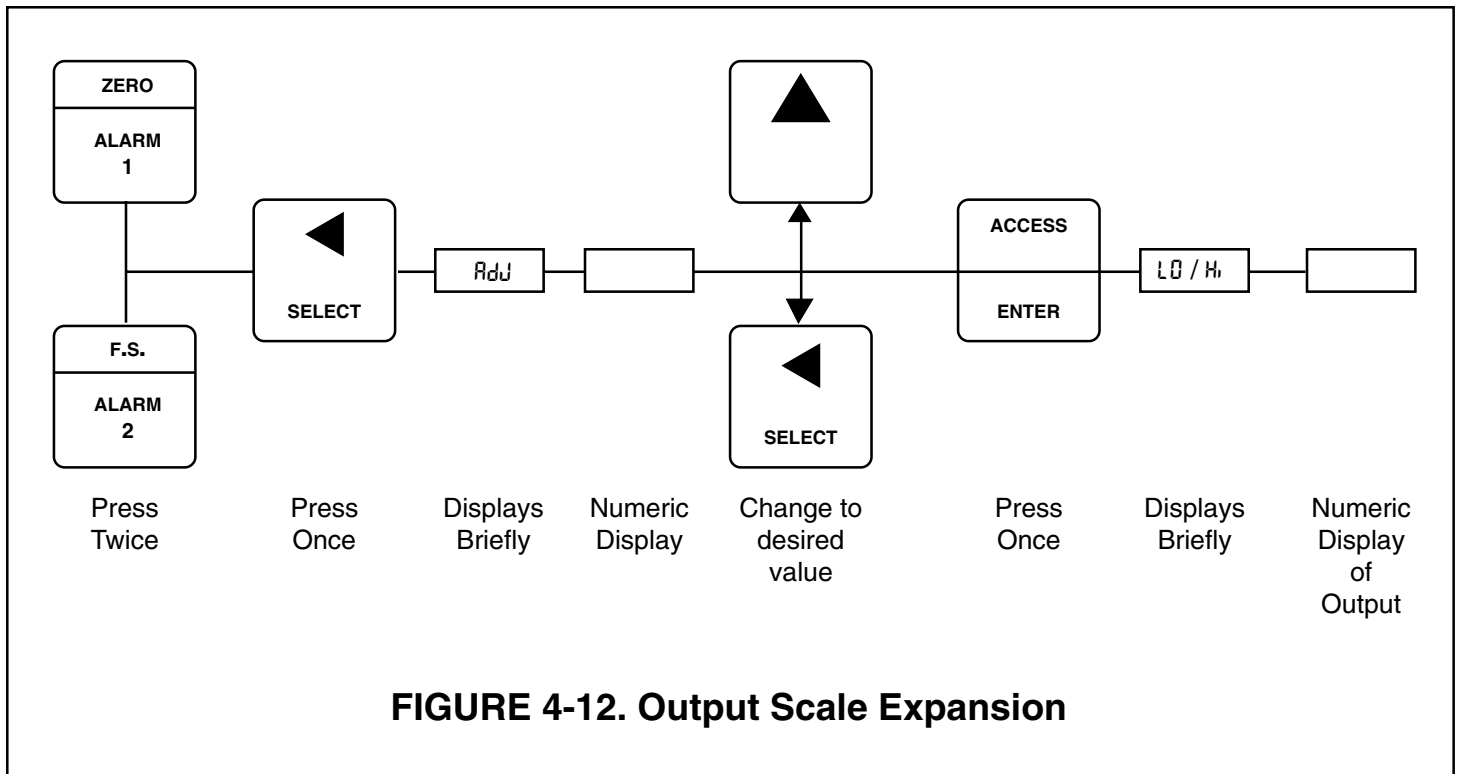 ZERO
ALARM
1
F.S.
ALARM
2
SELECT
AdJ
SELECT
ACCESS
ENTER
LO / Hi
Press
Twice
Press
Once
Displays
Briefly
Numeric
Display
Change to
desired
value
Press
Once
Displays
Briefly
Numeric
Display
of
Output
FIGURE 4-12. Output Scale Expansion